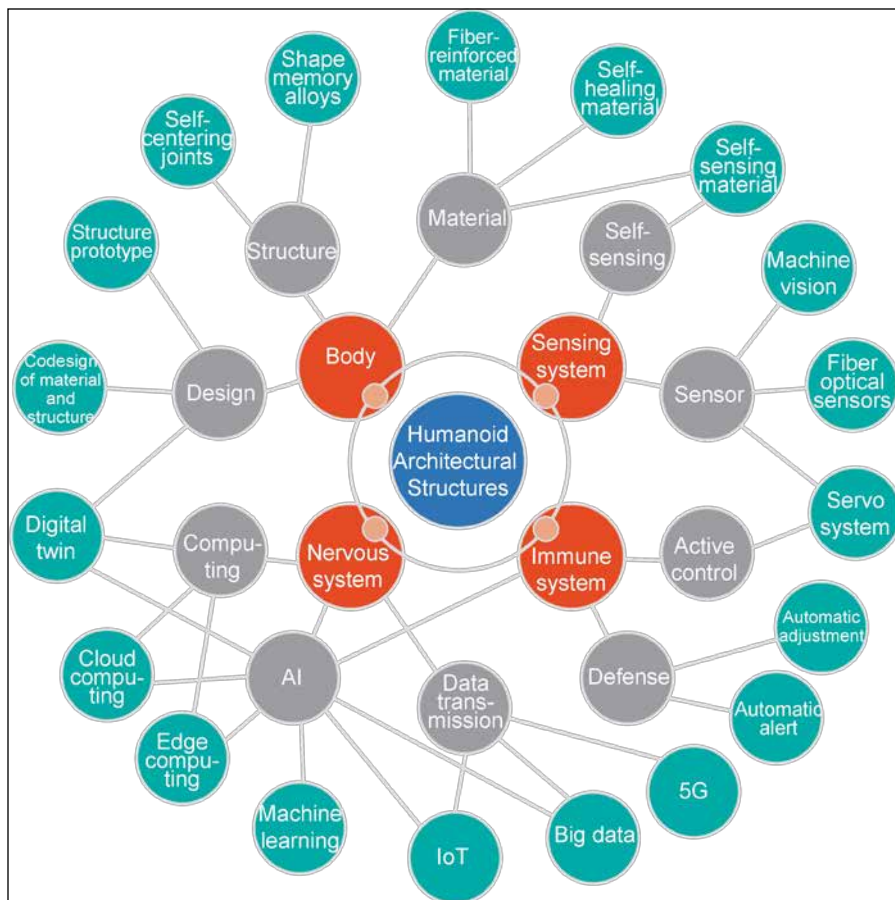 Fiber-
reinforced
material
Shape
memory
alloys
Self-
healing
material
Self-
centering
joints
Self-
sensing
material
Material
Structure
Self-
sensing
Structure
prototype
Machine
vision
Body
Sensing
system
Codesign
of material
and
structure
Design
Sensor
Fiber
optical
sensors
Humanoid
Architectural
Structures
Digital
twin
Compu-
ting
Nervous
system
Immune
system
Active
control
Servo
system
Automatic
adjustment
Cloud
computing
AI
Data
trans-
mission
Defense
Automatic
alert
Edge
compu-
ting
Machine
learning
IoT
Big data
5G